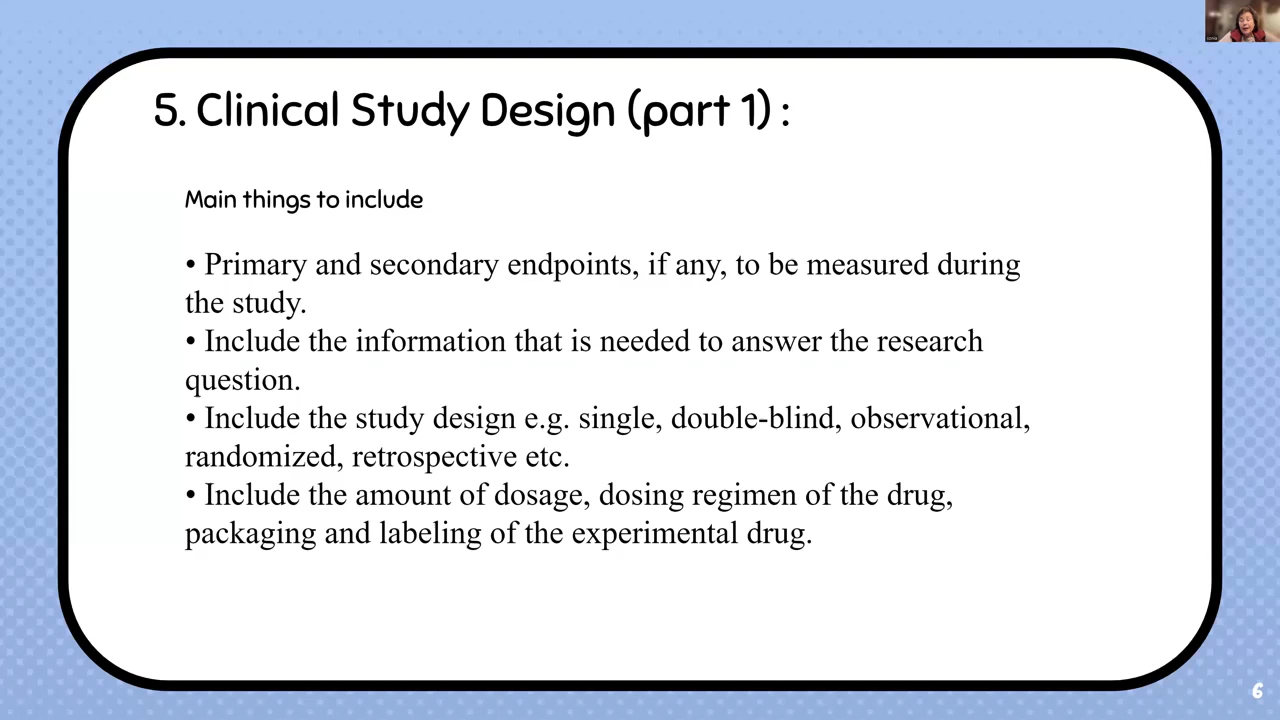 5. Clinical Study Design (part 1) :
Main things to include
• Primary and secondary endpoints, if any, to be measured during
the study.
• Include the information that is needed to answer the research
question.
• Include the study design e.g. single, double-blind, observational,
randomized, retrospective etc.
• Include the amount of dosage, dosing regimen of the drug,
packaging and labeling of the experimental drug.
6